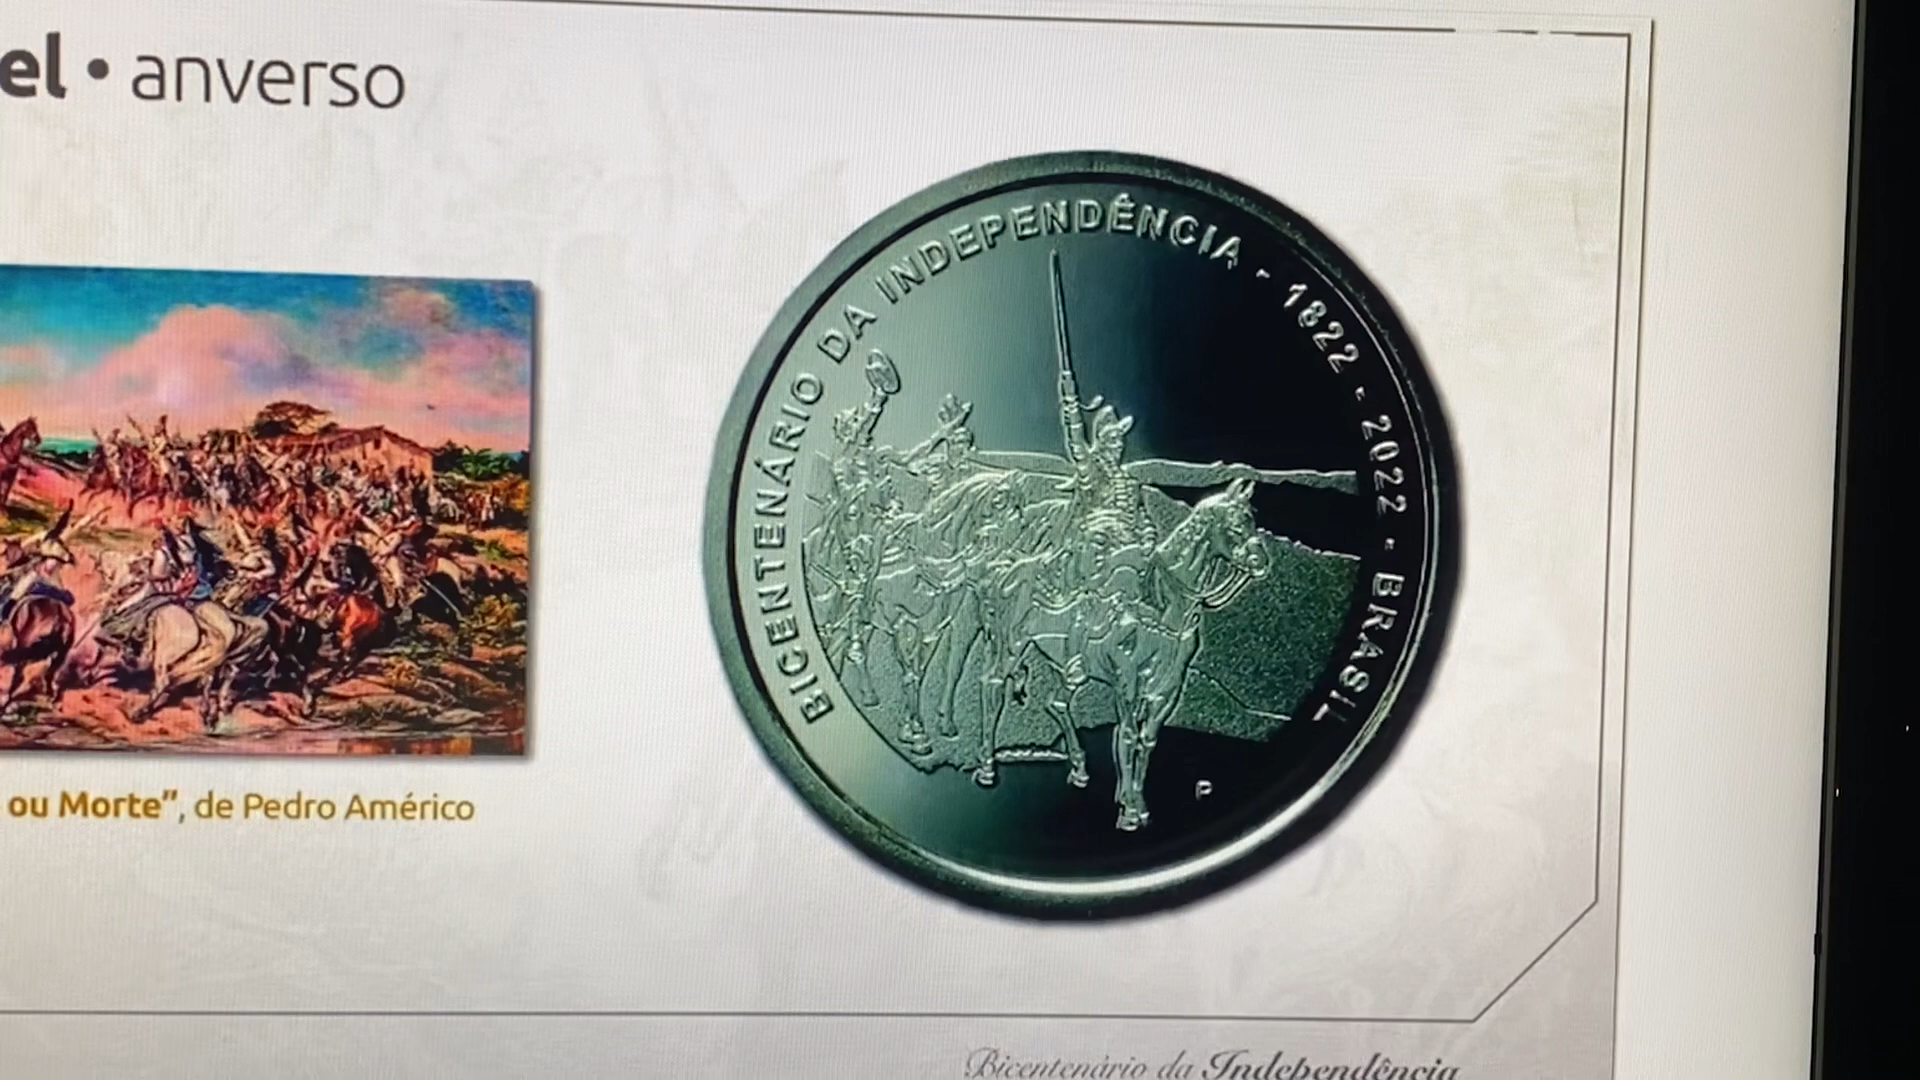 el • anverso
BICENTENÁRIO DA INDEPENDÊNCIA - 1822 - 2022 - BRASIL
P
ou Morte", de Pedro Américo
Bicentenário da Independência